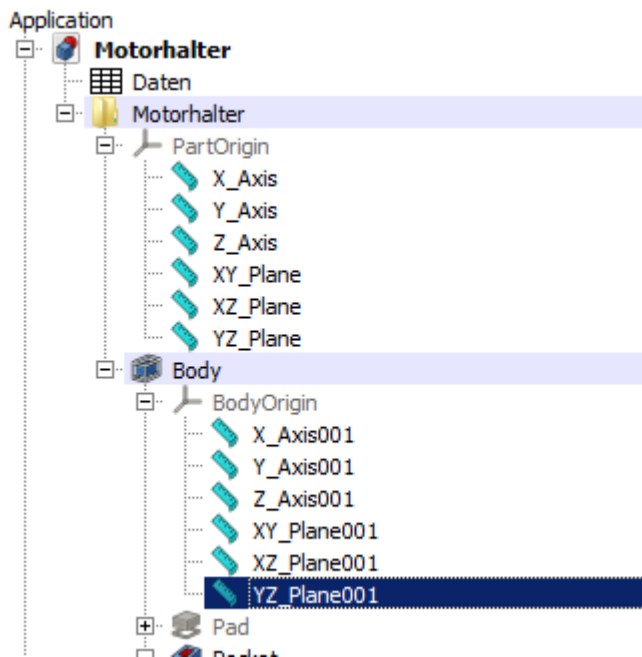 Application
Motorhalter
Daten
Motorhalter
PartOrigin
X_Axis
Y_Axis
Z_Axis
XY_Plane
XZ_Plane
YZ_Plane
Body
BodyOrigin
X_Axis001
Y_Axis001
Z_Axis001
XY_Plane001
XZ_Plane001
YZ_Plane001
Pad